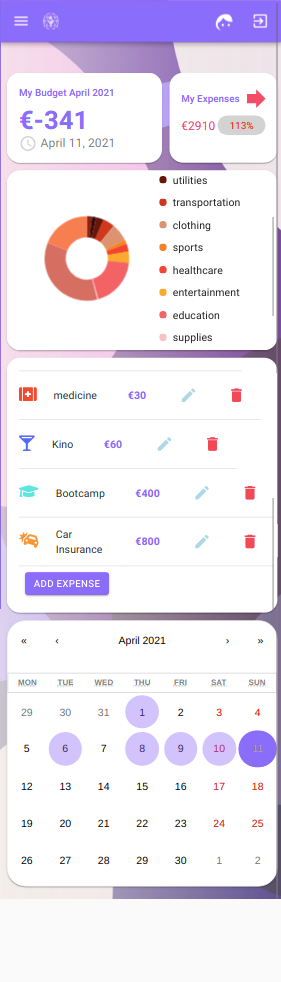 My Budget April 2021
€-341
April 11, 2021
My Expenses
€2910 113%
utilities
transportation
clothing
sports
healthcare
entertainment
education
supplies
medicine €30
Kino €60
Bootcamp €400
Car
Insurance €800
ADD EXPENSE
« ‹ April 2021 › »
MON TUE WED THU FRI SAT SUN
29 30 31 1 2 3 4
5 6 7 8 9 10 11
12 13 14 15 16 17 18
19 20 21 22 23 24 25
26 27 28 29 30 1 2